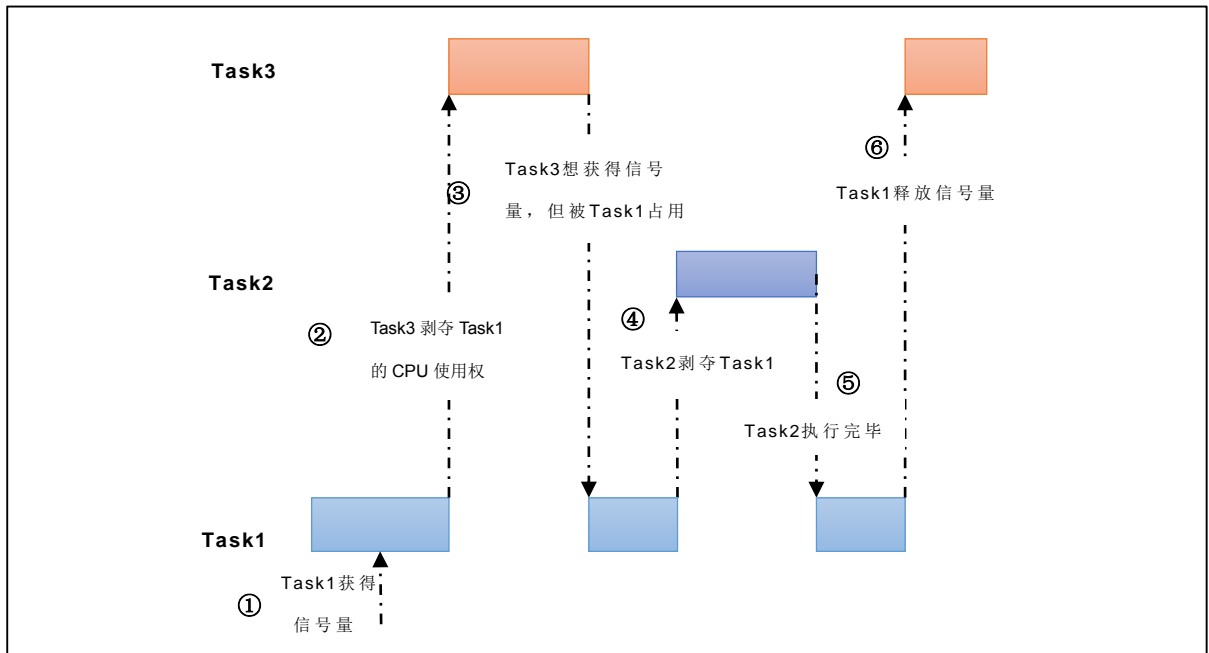 Task3
⑥
Task3想获得信号
量，但被Task1占用
③
Task1释放信号量
Task2
②
Task3 剥夺 Task1
的 CPU 使用权
④
Task2剥夺Task1
⑤
Task2执行完毕
Task1
①
Task1获得
信号量